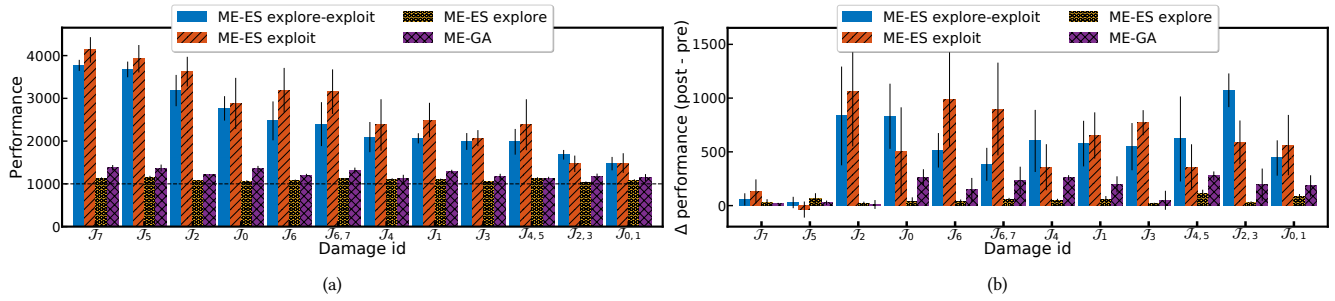 ME-ES explore-exploit
ME-ES explore
ME-ES exploit
ME-GA
Performance
4000
3000
2000
1000
0
𝒥7
𝒥5
𝒥2
𝒥0
𝒥6
𝒥6, 7
𝒥4
𝒥1
𝒥3
𝒥4, 5
𝒥2, 3
𝒥0, 1
Damage id
(a)
ME-ES explore-exploit
ME-ES explore
ME-ES exploit
ME-GA
Δ performance (post - pre)
1500
1000
500
0
𝒥7
𝒥5
𝒥2
𝒥0
𝒥6
𝒥6, 7
𝒥4
𝒥1
𝒥3
𝒥4, 5
𝒥2, 3
𝒥0, 1
Damage id
(b)